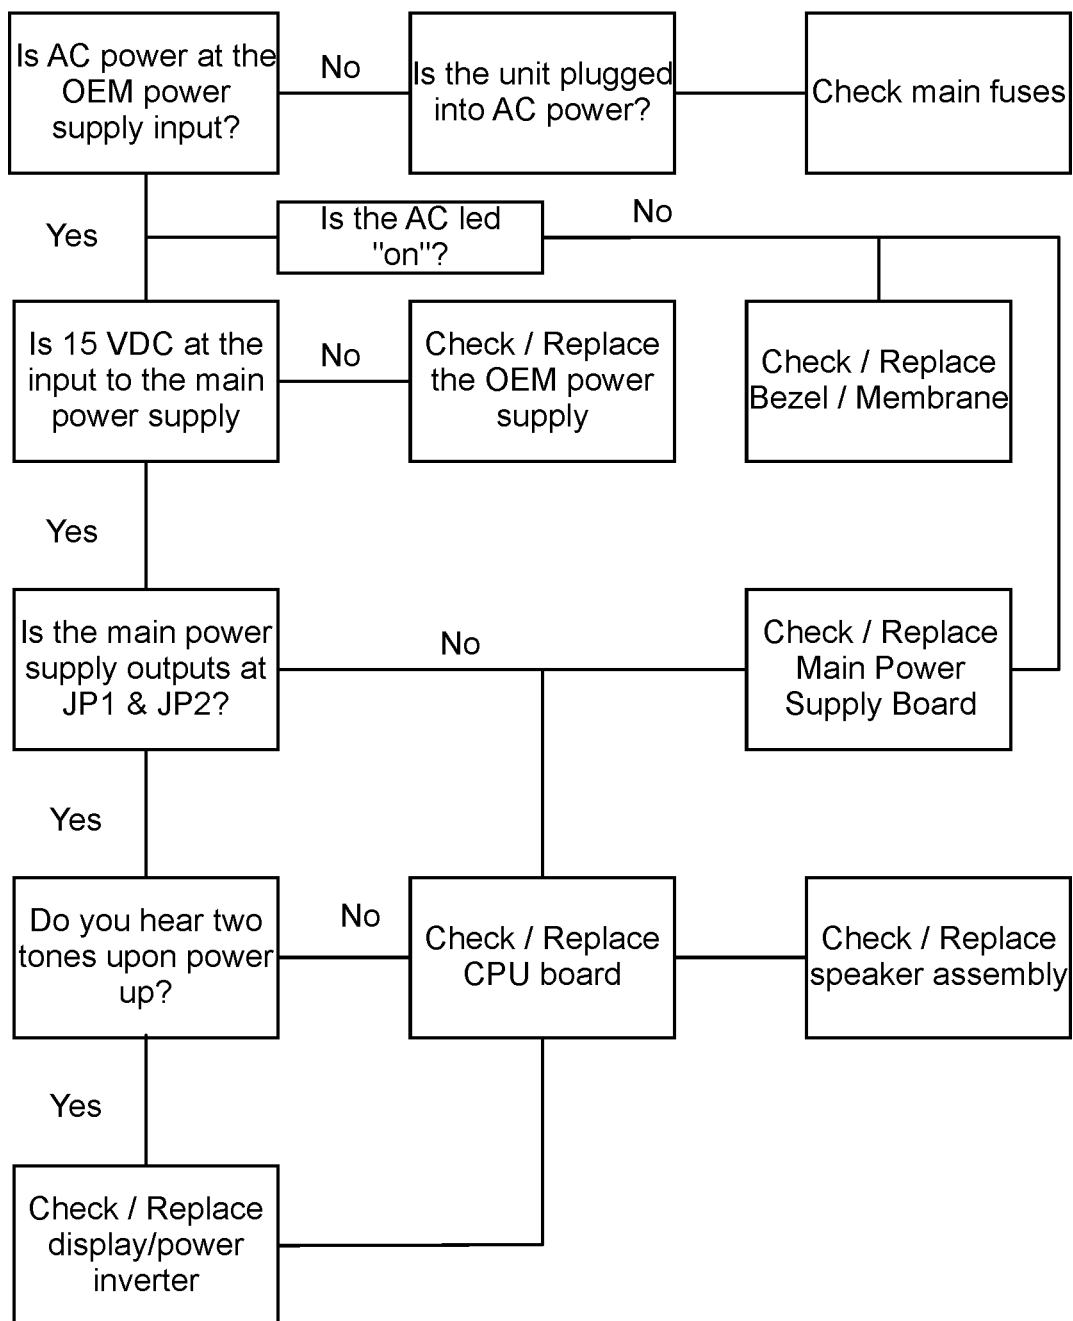 Is AC power at the
OEM power
supply input?
No
Is the unit plugged
into AC power?
Check main fuses
Yes
Is the AC led
"on"?
No
Is 15 VDC at the
input to the main
power supply
No
Check / Replace
the OEM power
supply
Check / Replace
Bezel / Membrane
Yes
Is the main power
supply outputs at
JP1 & JP2?
No
Check / Replace
Main Power
Supply Board
Yes
Do you hear two
tones upon power
up?
No
Check / Replace
CPU board
Check / Replace
speaker assembly
Yes
Check / Replace
display/power
inverter